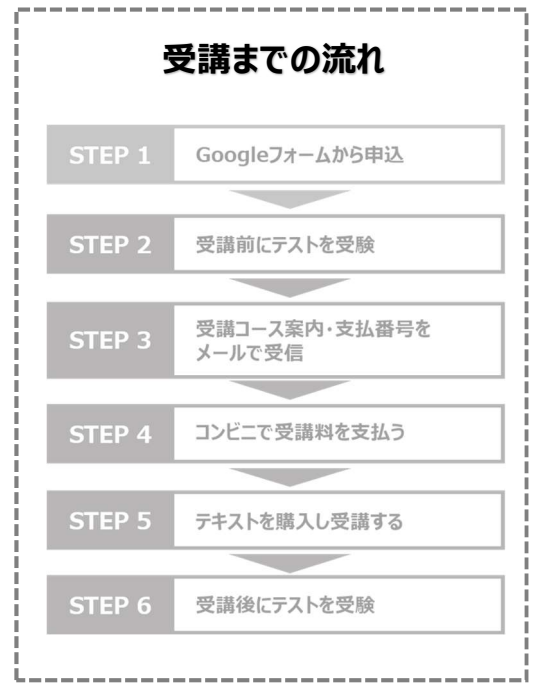 受講までの流れ
STEP 1
Googleフォームから申込
STEP 2
受講前にテストを受験
STEP 3
受講コース案内・支払番号を
メールで受信
STEP 4
コンビニで受講料を支払う
STEP 5
テキストを購入し受講する
STEP 6
受講後にテストを受験